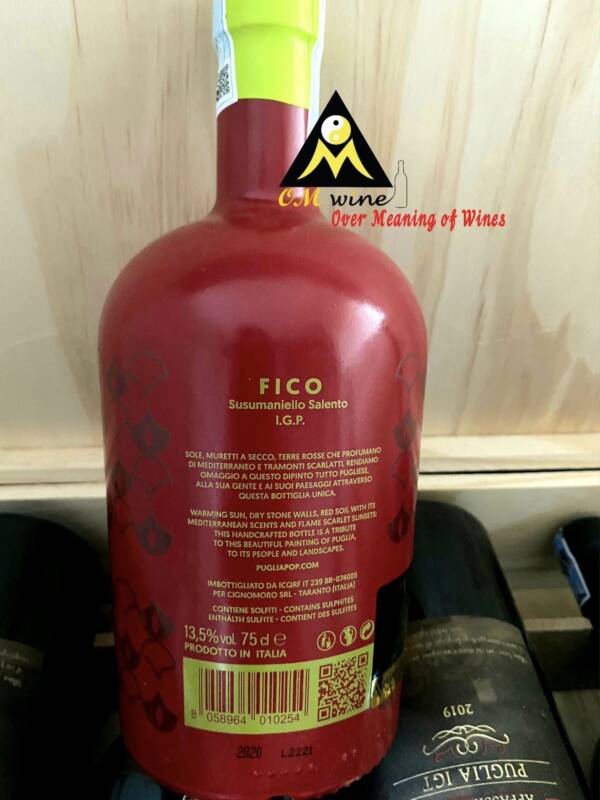 OM wine
Over Meaning of Wines
FICO
Susumaniello Salento
I.G.P.
SOLE, MURETTI A SECCO, TERRE ROSSE CHE PROFUMANO
DI MEDITERRANEO E TRAMONTI SCARLATTI. RENDIAMO
OMAGGIO A QUESTO DIPINTO TUTTO PUGLIESE,
ALLA SUA GENTE E AI SUOI PAESAGGI ATTRAVERSO
QUESTA BOTTIGLIA UNICA.
WARMING SUN, DRY STONE WALLS, RED SOIL WITH ITS
MEDITERRANEAN SCENTS AND FLAME SCARLET SUNSETS:
THIS HANDCRAFTED BOTTLE IS A TRIBUTE
TO THIS BEAUTIFUL PAINTING OF PUGLIA,
TO ITS PEOPLE AND LANDSCAPES.
PUGLIAPOP.COM
IMBOTTIGLIATO DA ICQRF IT 239 BR-074005
PER CIGNOMORO SRL - TARANTO (ITALIA)
CONTIENE SOLFITI - CONTAINS SULPHITES
ENTHÄLTH SULFITE - CONTIENT DES SULFITES
13,5% vol. 75 cl e
PRODOTTO IN ITALIA
8 058964 010254
2020 L2221
2019
PUGLIA IGT